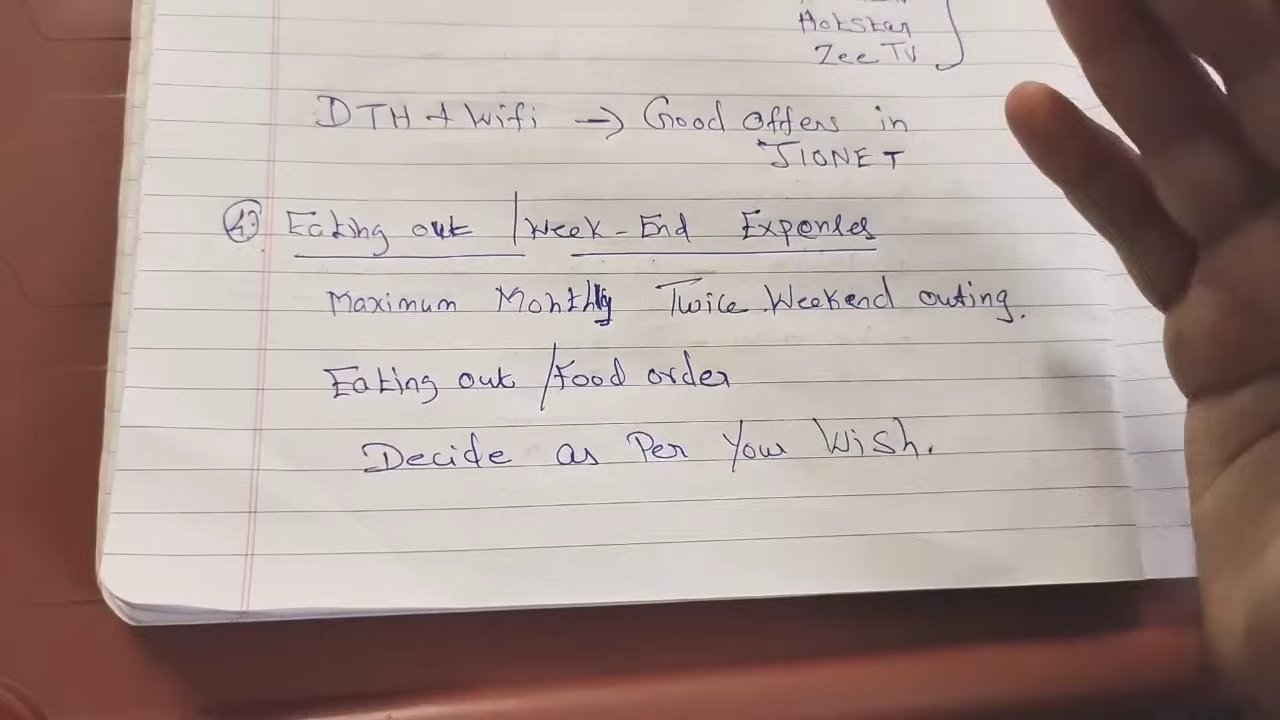 Hotstar
Zee TV
DTH + Wifi → Good Offers in
JIONET
4) Eating out / Week-End Expenses
Maximum Monthly Twice Weekend outing.
Eating out / Food order
Decide as Per Your Wish.